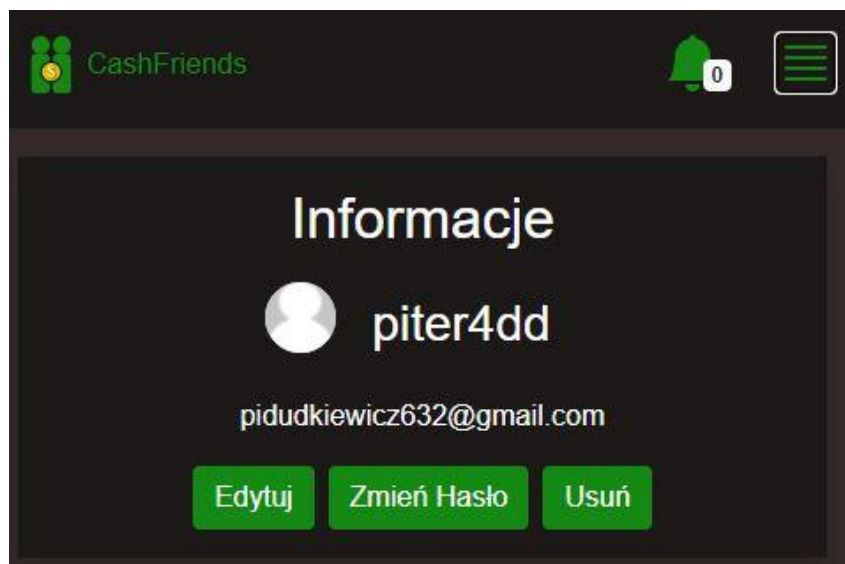 CashFriends
0
Informacje
piter4dd
pidudkiewicz632@gmail.com
Edytuj Zmień Hasło Usuń